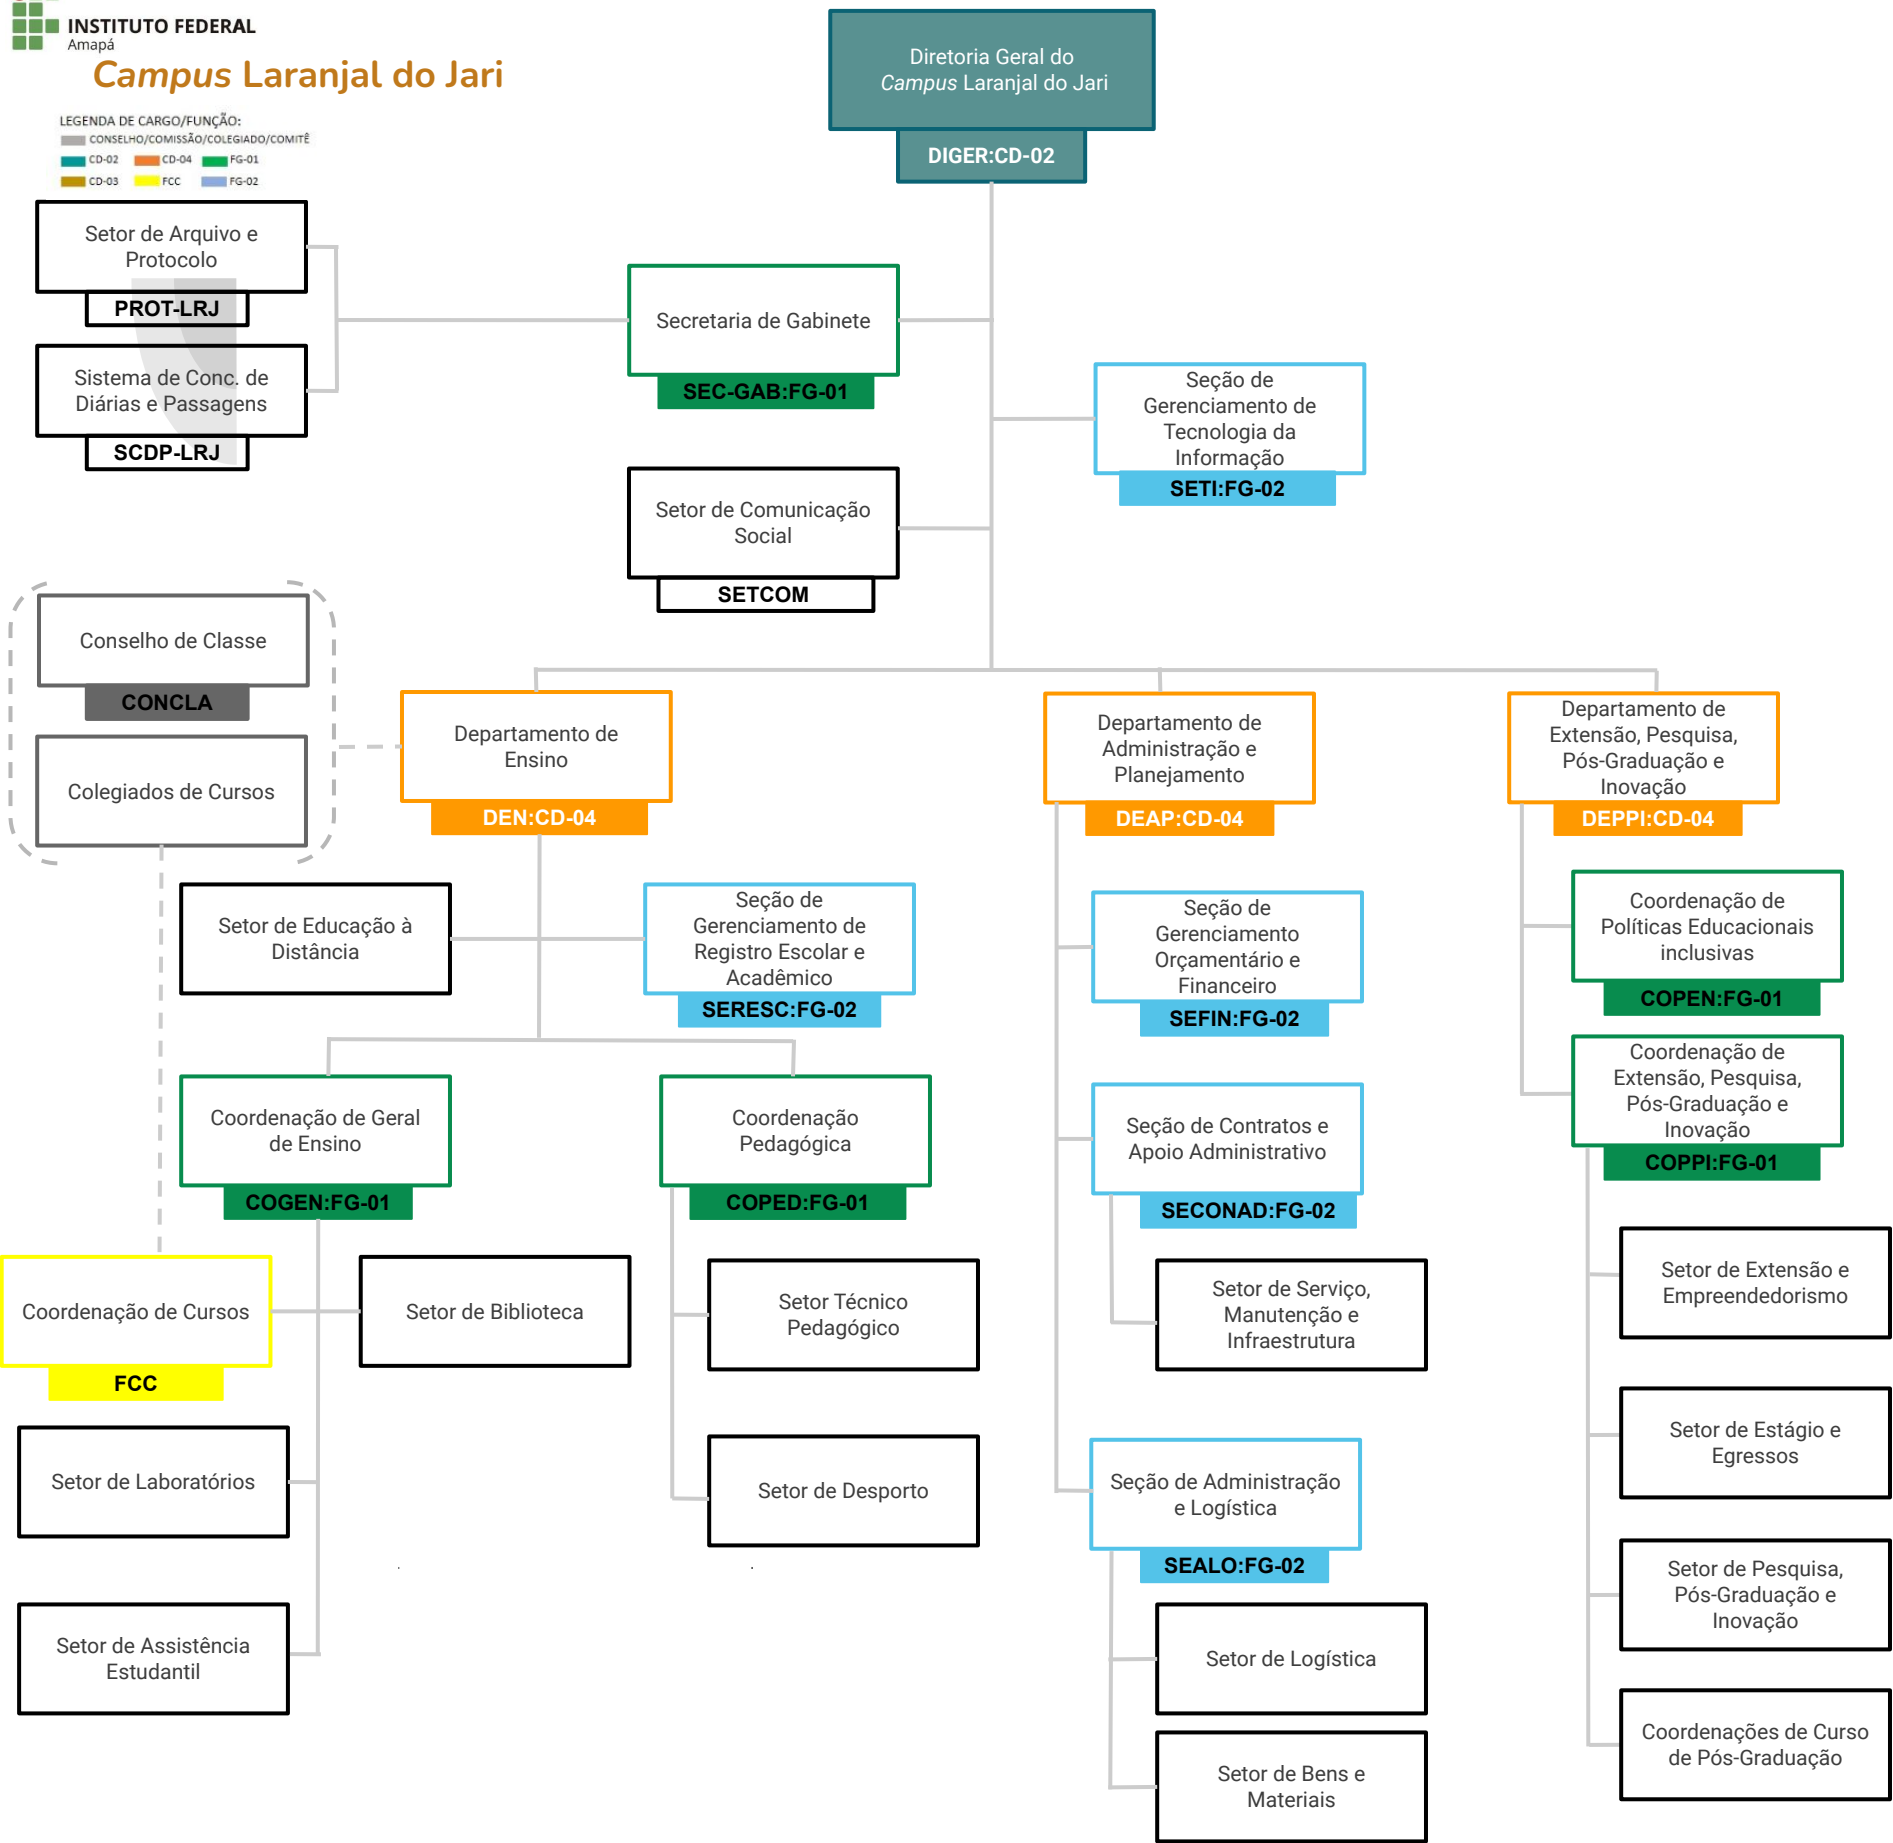 INSTITUTO FEDERAL
Amapá
Campus Laranjal do Jari
LEGENDA DE CARGO/FUNÇÃO:
CONSELHO/COMISSÃO/COLEGIADO/COMITÊ
CD-02 CD-04 FG-01
CD-03 FCC FG-02
Diretoria Geral do
Campus Laranjal do Jari
DIGER:CD-02
Setor de Arquivo e
Protocolo
PROT-LRJ
Sistema de Conc. de
Diárias e Passagens
SCDP-LRJ
Secretaria de Gabinete
SEC-GAB:FG-01
Seção de
Gerenciamento de
Tecnologia da
Informação
SETI:FG-02
Setor de Comunicação
Social
SETCOM
Conselho de Classe
CONCLA
Colegiados de Cursos
Departamento de
Ensino
DEN:CD-04
Departamento de
Administração e
Planejamento
DEAP:CD-04
Departamento de
Extensão, Pesquisa,
Pós-Graduação e
Inovação
DEPPI:CD-04
Setor de Educação à
Distância
Seção de
Gerenciamento de
Registro Escolar e
Acadêmico
SERESC:FG-02
Seção de
Gerenciamento
Orçamentário e
Financeiro
SEFIN:FG-02
Coordenação de
Políticas Educacionais
inclusivas
COPEN:FG-01
Coordenação de Geral
de Ensino
COGEN:FG-01
Coordenação
Pedagógica
COPED:FG-01
Seção de Contratos e
Apoio Administrativo
SECONAD:FG-02
Coordenação de
Extensão, Pesquisa,
Pós-Graduação e
Inovação
COPPI:FG-01
Coordenação de Cursos
FCC
Setor de Biblioteca
Setor Técnico
Pedagógico
Setor de Serviço,
Manutenção e
Infraestrutura
Setor de Extensão e
Empreendedorismo
Setor de Laboratórios
Setor de Desporto
Seção de Administração
e Logística
SEALO:FG-02
Setor de Estágio e
Egressos
Setor de Assistência
Estudantil
Setor de Logística
Setor de Pesquisa,
Pós-Graduação e
Inovação
Setor de Bens e
Materiais
Coordenações de Curso
de Pós-Graduação